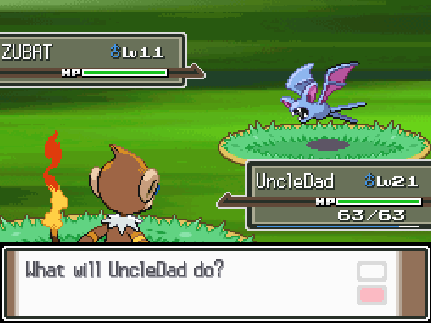 ZUBAT ♂Lv11
HP
UncleDad ♂Lv21
HP
63/63
What will UncleDad do?